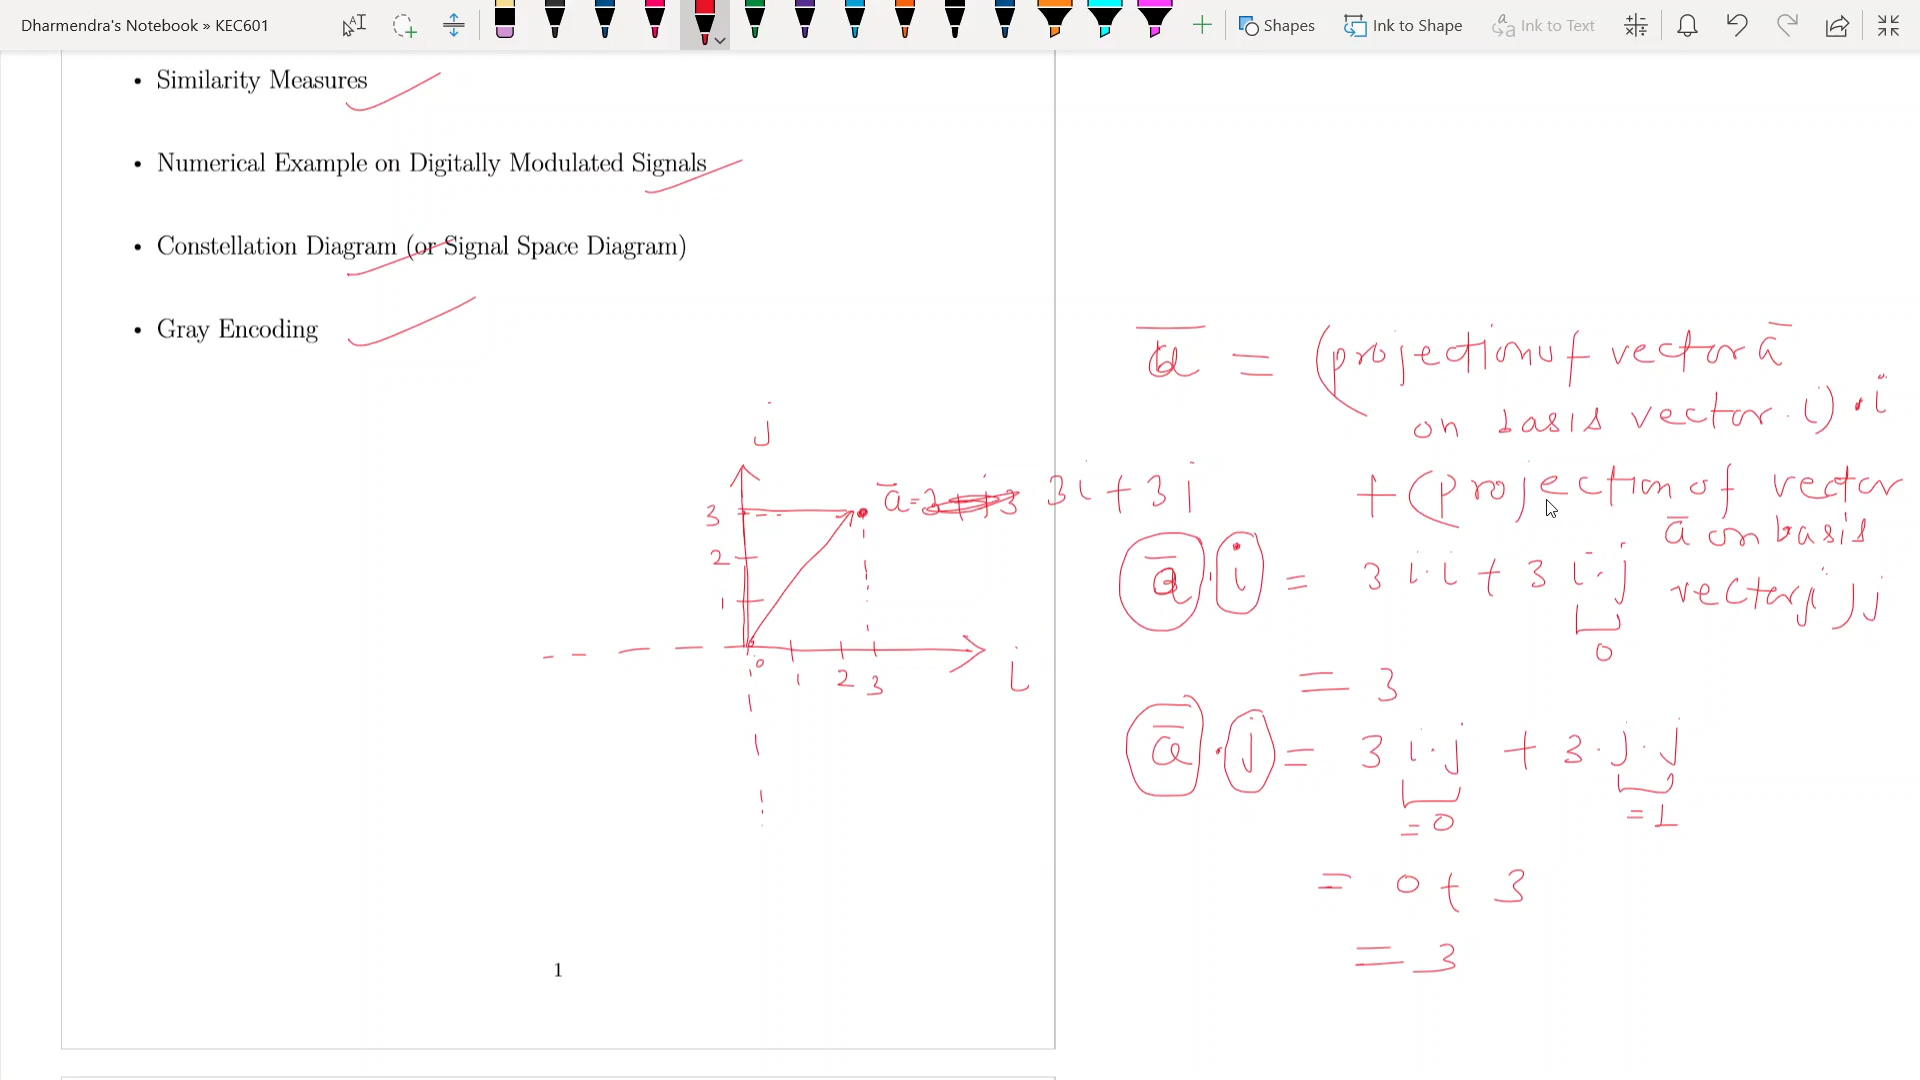 Dharmendra's Notebook » KEC601
Shapes
Ink to Shape
Ink to Text
• Similarity Measures
• Numerical Example on Digitally Modulated Signals
• Constellation Diagram (or Signal Space Diagram)
• Gray Encoding
j
3
2
1
0
1 2 3
i
ā = 3i + 3j
ā = (projection of vector ā
on basis vector i) · i
+ (projection of vector
ā on basis
vector j) j
ā · i = 3 i·i + 3 i·j
0
= 3
ā · j = 3 i·j + 3·j·j
=0 =1
= 0 + 3
= 3
1